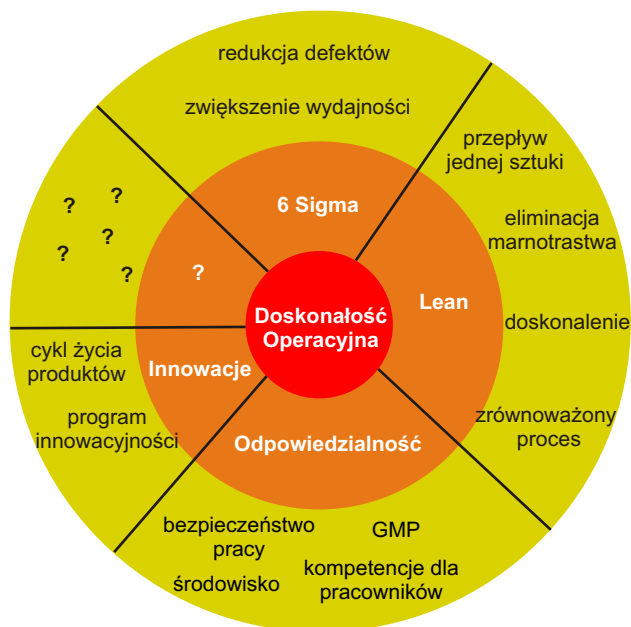 redukcja defektów
zwiększenie wydajności
przepływ
jednej sztuki
eliminacja
marnotrastwa
doskonalenie
zrównoważony
proces
6 Sigma
Lean
?
?
?
?
?
?
Doskonałość
Operacyjna
Innowacje
Odpowiedzialność
cykl życia
produktów
program
innowacyjności
bezpieczeństwo
pracy
GMP
środowisko
kompetencje dla
pracowników